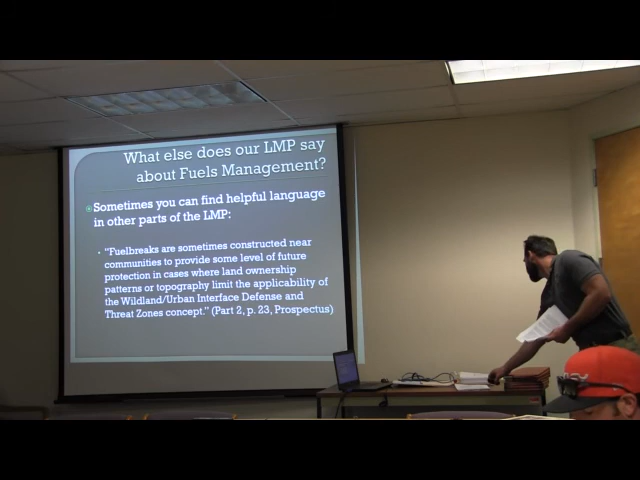 What else does our LMP say
about Fuels Management?
Sometimes you can find helpful language
in other parts of the LMP:
• "Fuelbreaks are sometimes constructed near
communities to provide some level of future
protection in cases where land ownership
patterns or topography limit the applicability of
the Wildland/Urban Interface Defense and
Threat Zones concept." (Part 2, p. 23, Prospectus)